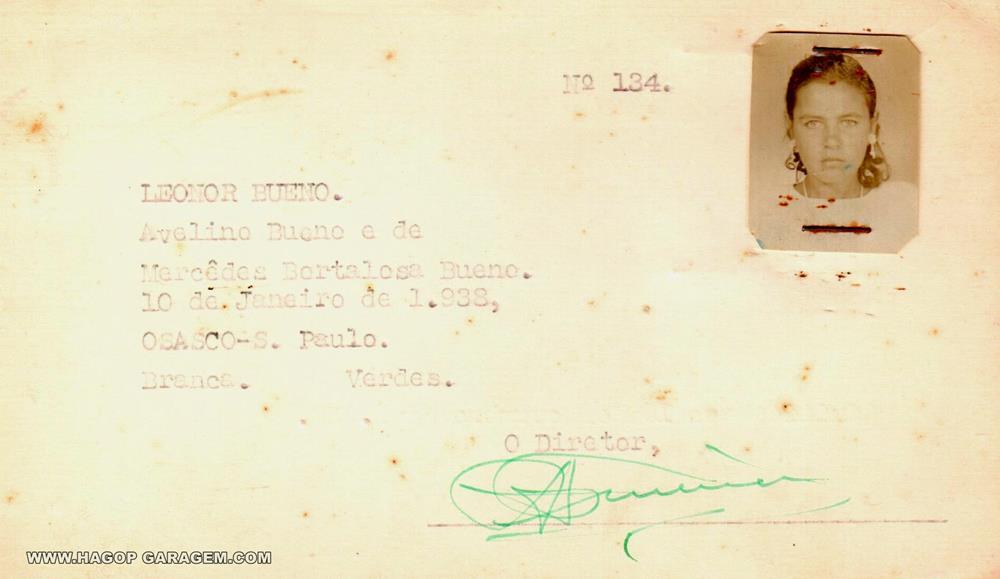 Nº 134.
LEONOR BUENO.
Avelino Bueno e de
Mercêdes Bortalosa Bueno.
10 de Janeiro de 1.938,
OSASCO-S. Paulo.
Branca. Verdes.
O Diretor,
WWW.HAGOP GARAGEM.COM